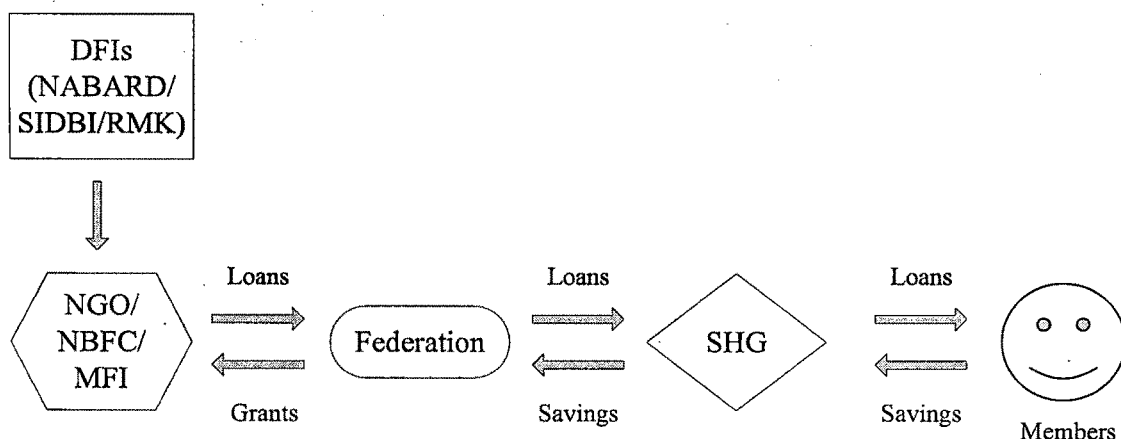 DFIs
(NABARD/
SIDBI/RMK)
Loans
Loans
Loans
NGO/
NBFC/
MFI
Federation
SHG
Grants
Savings
Savings
Members